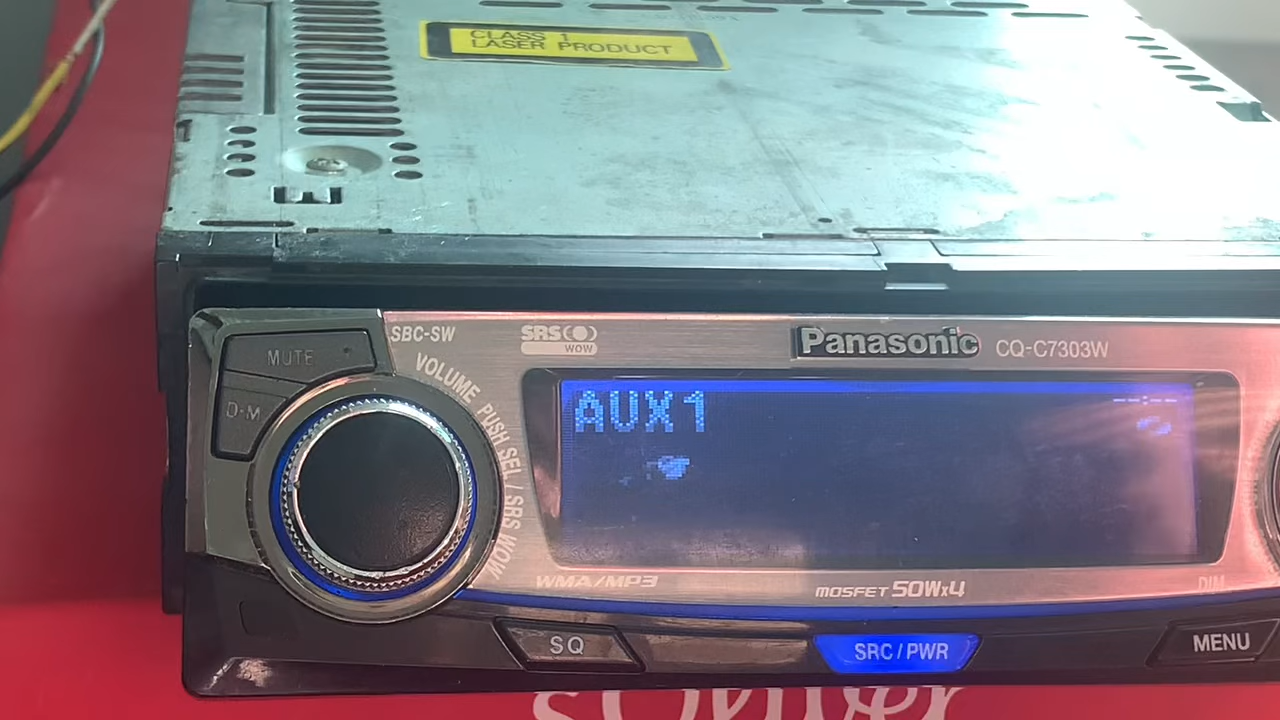 CLASS 1
LASER PRODUCT
MUTE
D·M
SBC-SW
VOLUME PUSH SEL / SRS WOW
SRS
WOW
Panasonic
CQ-C7303W
AUX1
--:--
WMA/MP3
MOSFET 50Wx4
DIM
SQ
SRC / PWR
MENU